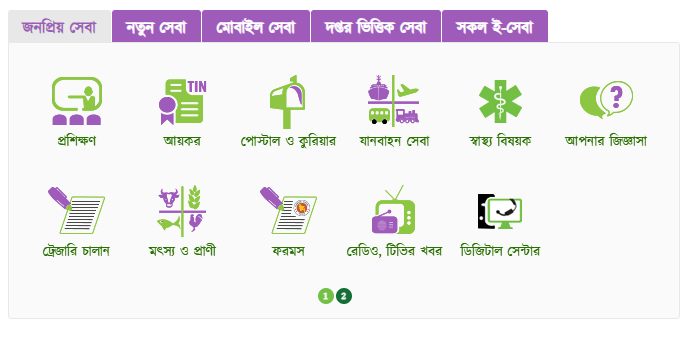 জনপ্রিয় সেবা নতুন সেবা মোবাইল সেবা দপ্তর ভিত্তিক সেবা সকল ই-সেবা
TIN
প্রশিক্ষণ আয়কর পোস্টাল ও কুরিয়ার যানবাহন সেবা স্বাস্থ্য বিষয়ক আপনার জিজ্ঞাসা
ট্রেজারি চালান মৎস্য ও প্রাণী ফরমস রেডিও, টিভির খবর ডিজিটাল সেন্টার
1 2